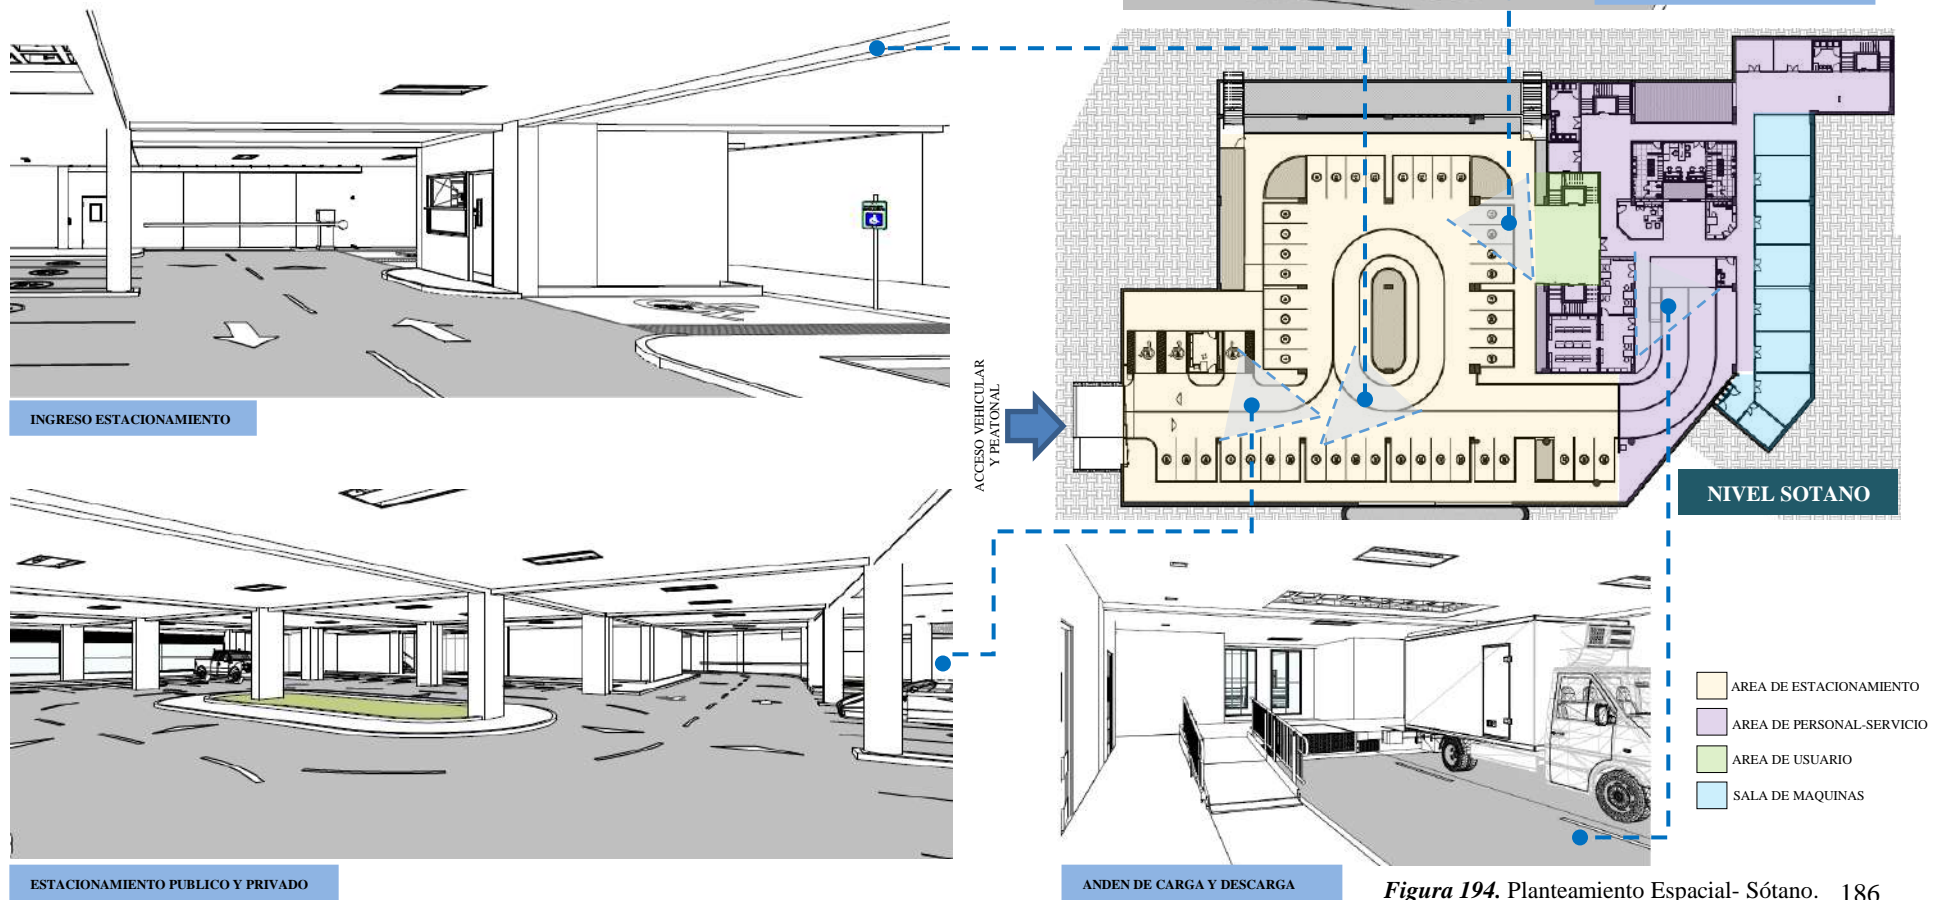 INGRESO ESTACIONAMIENTO
ACCESO VEHICULAR
Y PEATONAL
NIVEL SOTANO
AREA DE ESTACIONAMIENTO
AREA DE PERSONAL-SERVICIO
AREA DE USUARIO
SALA DE MAQUINAS
ESTACIONAMIENTO PUBLICO Y PRIVADO
ANDEN DE CARGA Y DESCARGA
Figura 194. Planteamiento Espacial- Sótano. 186